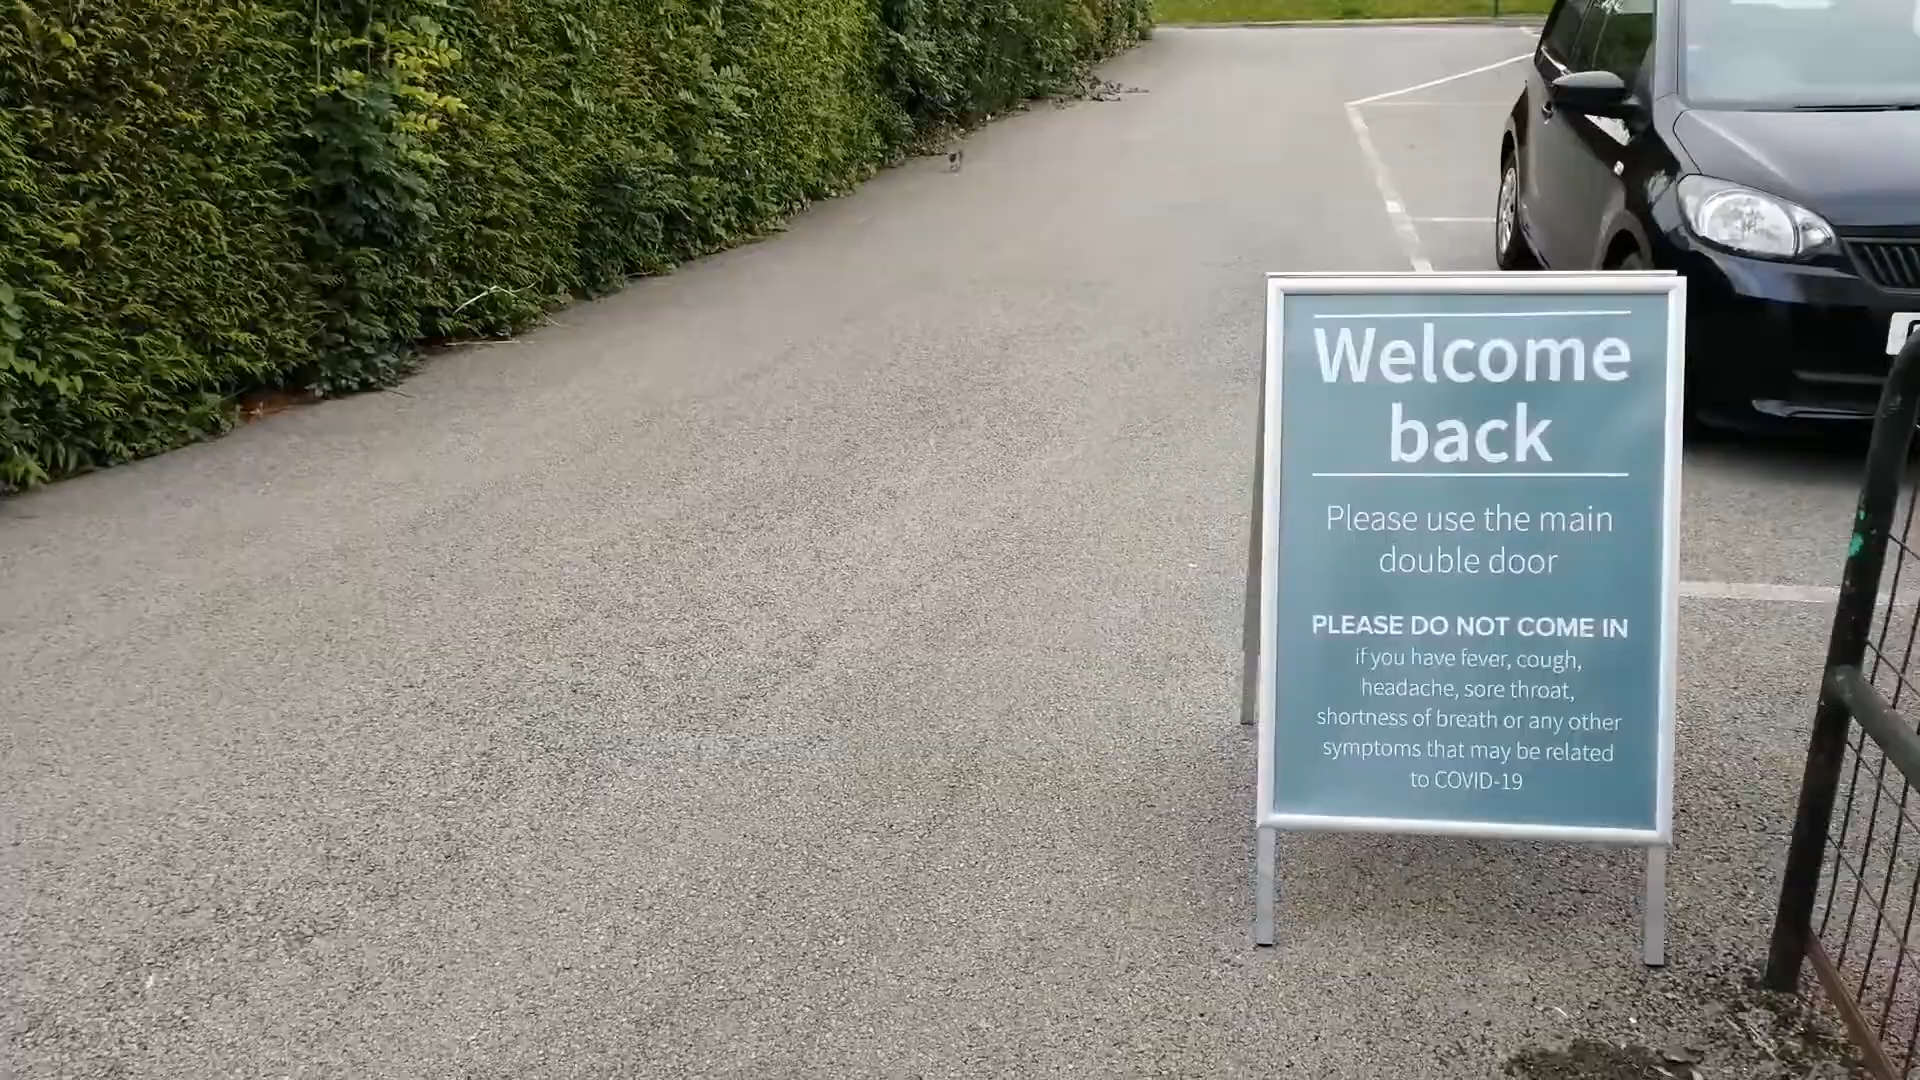 Welcome
back
Please use the main
double door
PLEASE DO NOT COME IN
if you have fever, cough,
headache, sore throat,
shortness of breath or any other
symptoms that may be related
to COVID-19